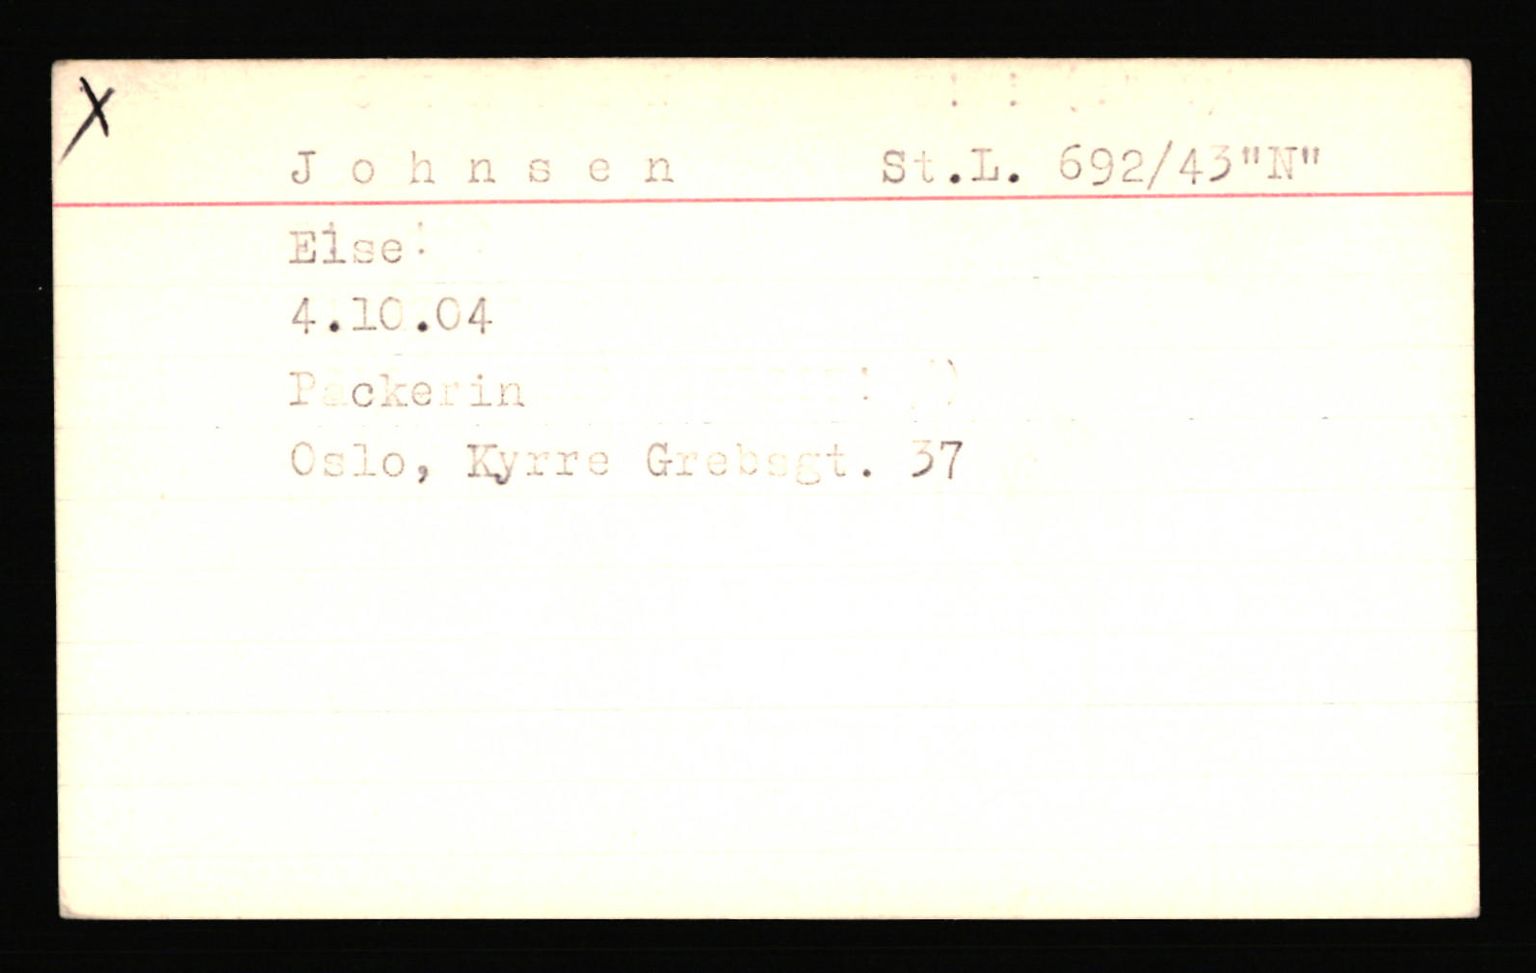 X
J o h n s e n St.L. 692/43"N"
Else
4.10.04
Packerin
Oslo, Kyrre Grebsgt. 37